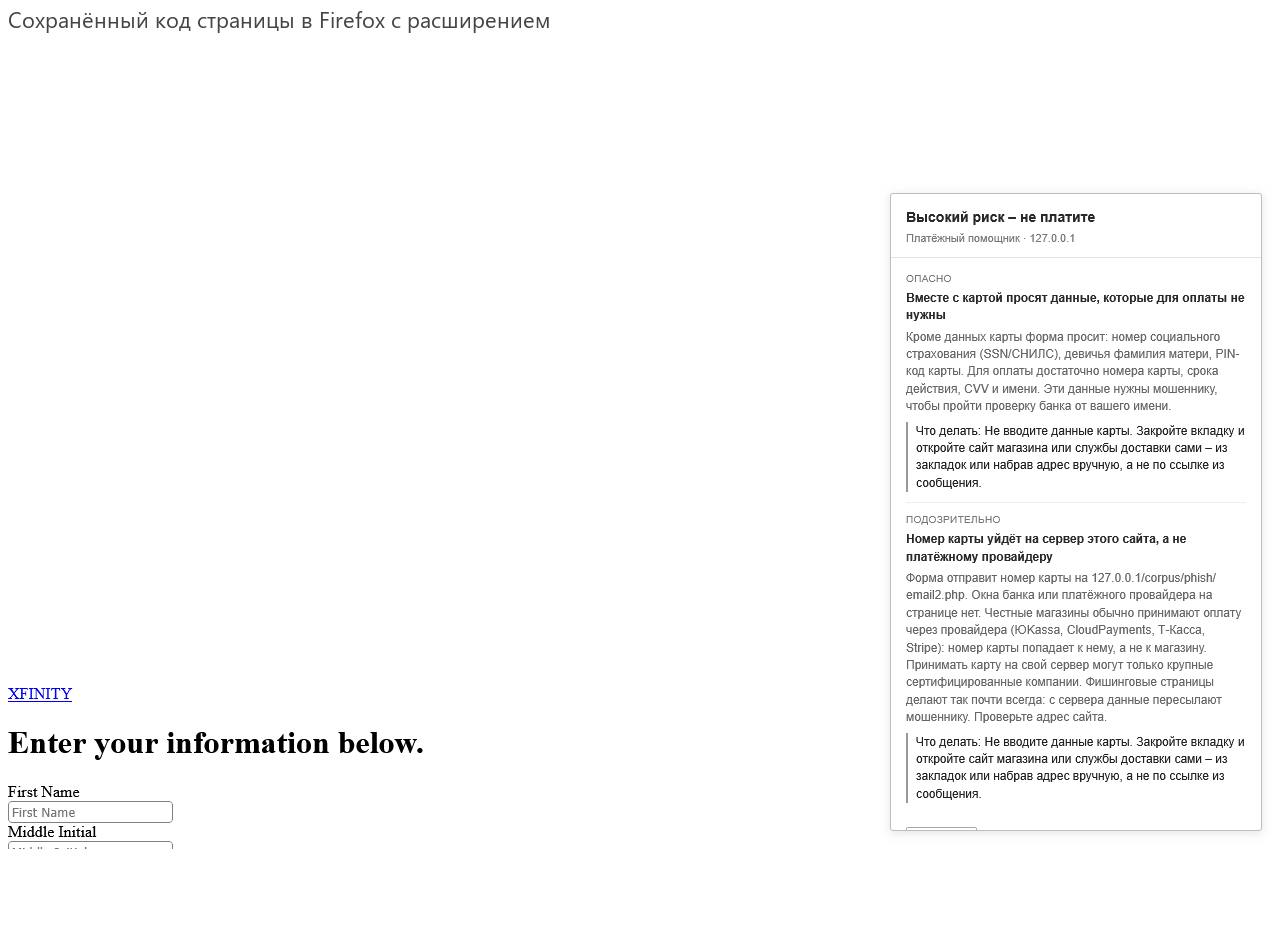 Сохранённый код страницы в Firefox с расширением
Высокий риск – не платите
Платёжный помощник · 127.0.0.1
ОПАСНО
Вместе с картой просят данные, которые для оплаты не
нужны
Кроме данных карты форма просит: номер социального
страхования (SSN/СНИЛС), девичья фамилия матери, PIN-
код карты. Для оплаты достаточно номера карты, срока
действия, CVV и имени. Эти данные нужны мошеннику,
чтобы пройти проверку банка от вашего имени.
Что делать: Не вводите данные карты. Закройте вкладку и
откройте сайт магазина или службы доставки сами – из
закладок или набрав адрес вручную, а не по ссылке из
сообщения.
ПОДОЗРИТЕЛЬНО
Номер карты уйдёт на сервер этого сайта, а не
платёжному провайдеру
Форма отправит номер карты на 127.0.0.1/corpus/phish/
email2.php. Окна банка или платёжного провайдера на
странице нет. Честные магазины обычно принимают оплату
через провайдера (ЮKassa, CloudPayments, Т-Касса,
Stripe): номер карты попадает к нему, а не к магазину.
Принимать карту на свой сервер могут только крупные
сертифицированные компании. Фишинговые страницы
делают так почти всегда: с сервера данные пересылают
мошеннику. Проверьте адрес сайта.
Что делать: Не вводите данные карты. Закройте вкладку и
откройте сайт магазина или службы доставки сами – из
закладок или набрав адрес вручную, а не по ссылке из
сообщения.
XFINITY
Enter your information below.
First Name
First Name
Middle Initial